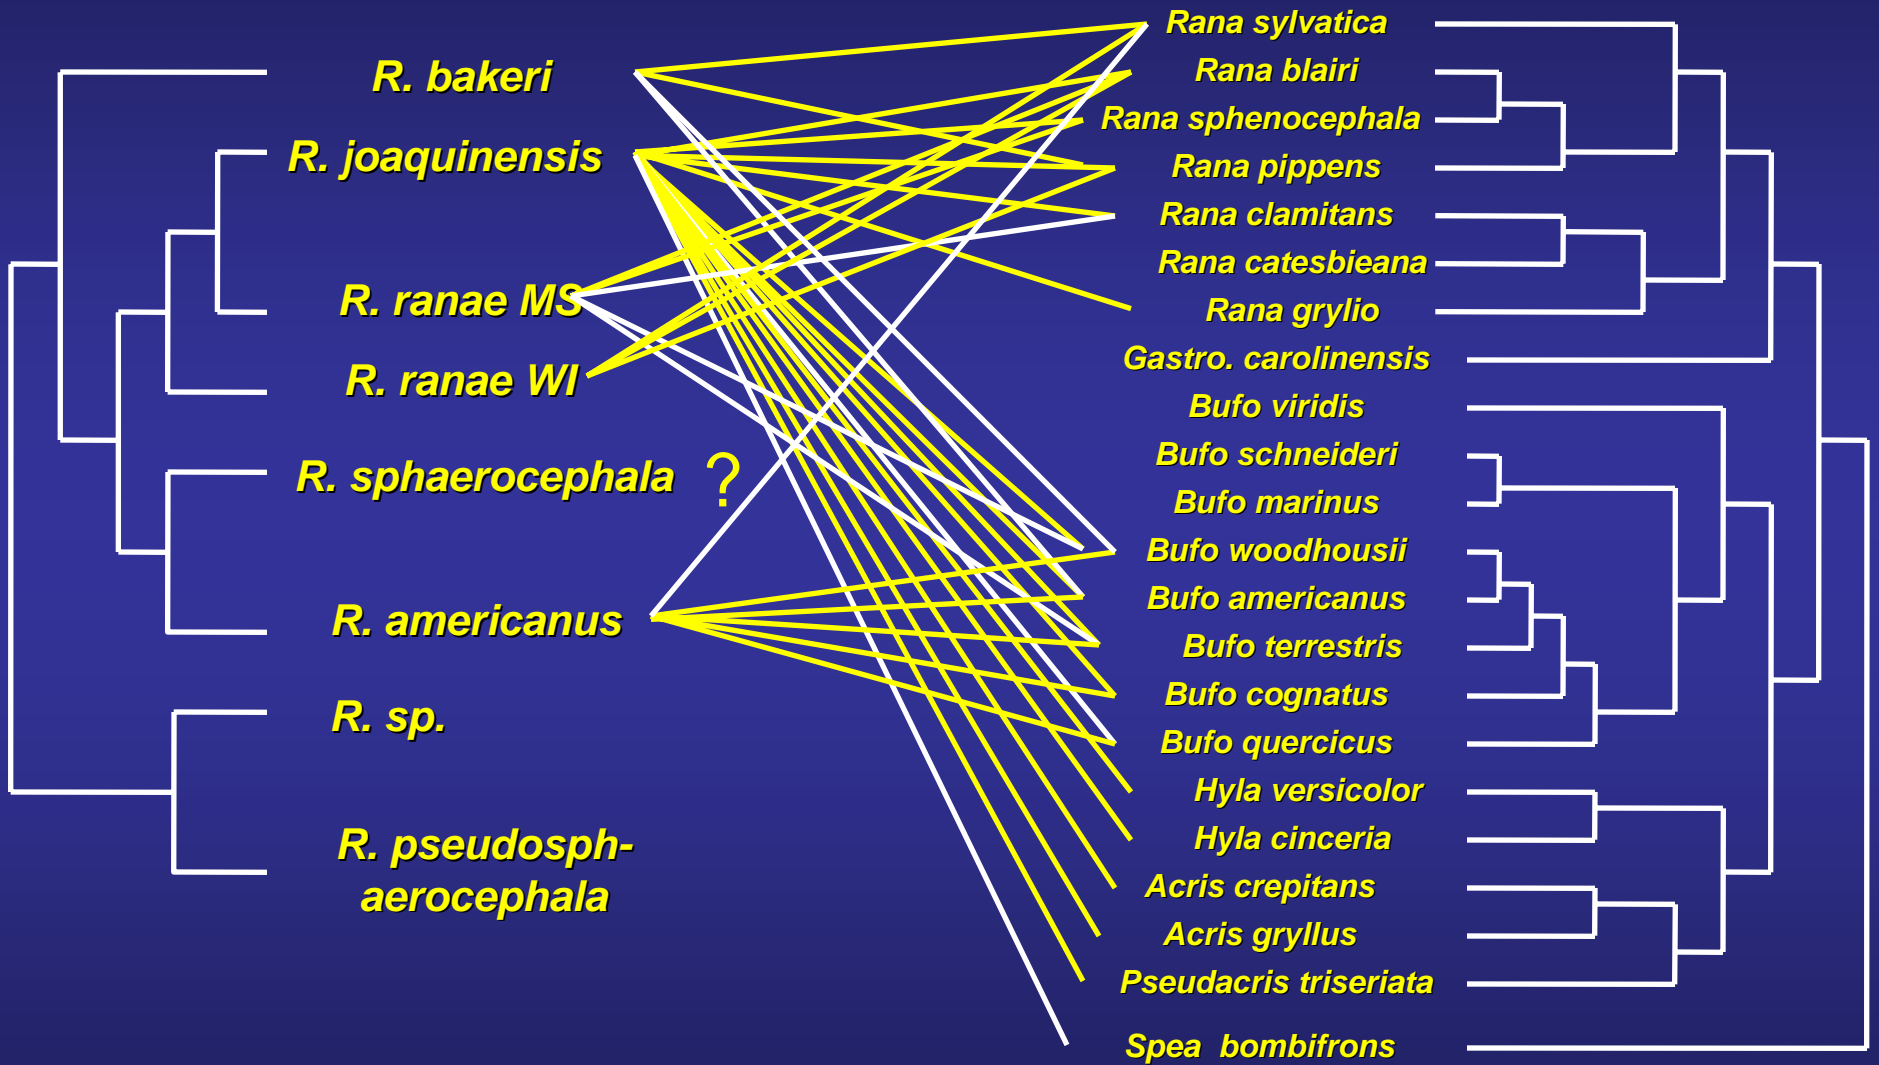 R. bakeri
R. joaquinensis
R. ranae MS
R. ranae WI
R. sphaerocephala ?
R. americanus
R. sp.
R. pseudosph-
aerocephala
Rana sylvatica
Rana blairi
Rana sphenocephala
Rana pippens
Rana clamitans
Rana catesbieana
Rana grylio
Gastro. carolinensis
Bufo viridis
Bufo schneideri
Bufo marinus
Bufo woodhousii
Bufo americanus
Bufo terrestris
Bufo cognatus
Bufo quercicus
Hyla versicolor
Hyla cinceria
Acris crepitans
Acris gryllus
Pseudacris triseriata
Spea bombifrons